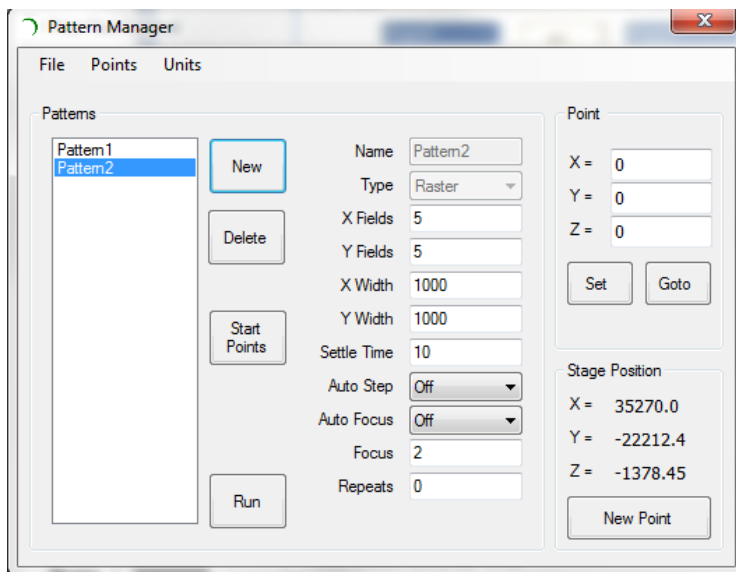 Pattern Manager
File Points Units
Patterns
Pattern1
Pattern2
New
Delete
Start
Points
Run
Name Pattern2
Type Raster
X Fields 5
Y Fields 5
X Width 1000
Y Width 1000
Settle Time 10
Auto Step Off
Auto Focus Off
Focus 2
Repeats 0
Point
X = 0
Y = 0
Z = 0
Set Goto
Stage Position
X = 35270.0
Y = -22212.4
Z = -1378.45
New Point